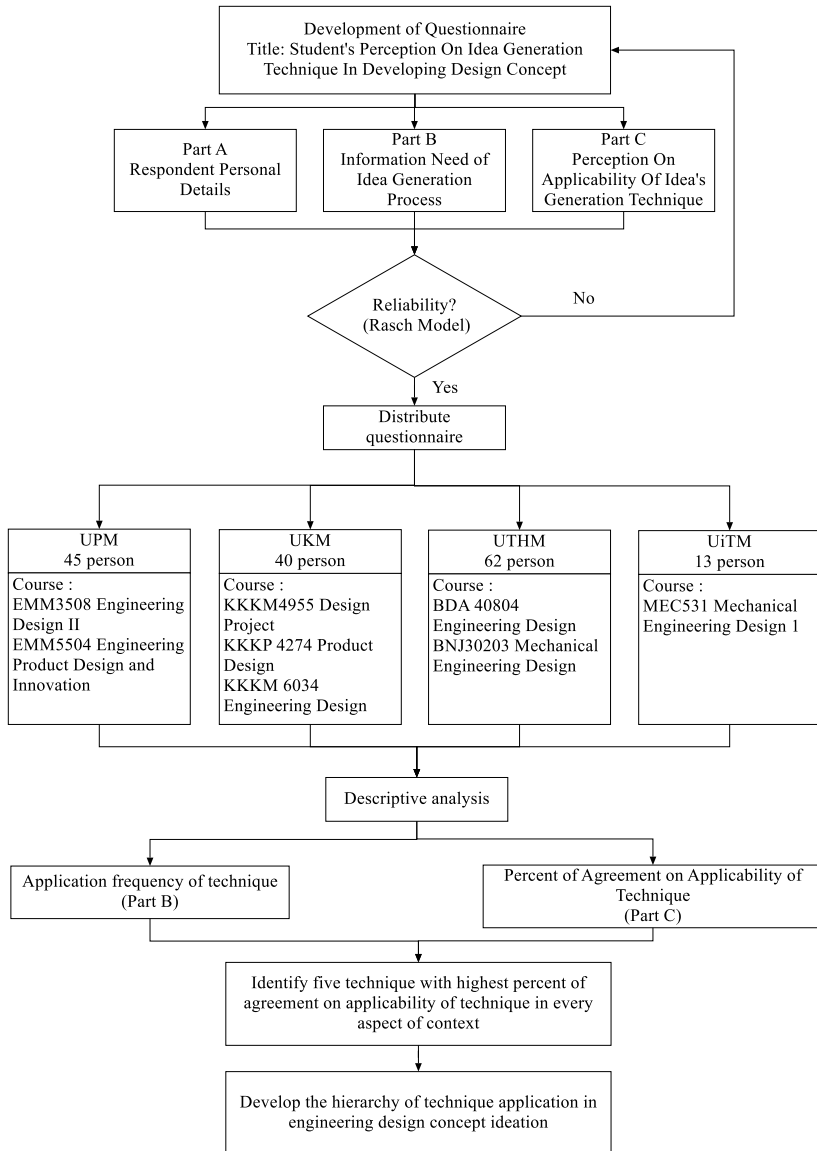 Development of Questionnaire
Title: Student's Perception On Idea Generation
Technique In Developing Design Concept
Part A
Respondent Personal
Details
Part B
Information Need of
Idea Generation
Process
Part C
Perception On
Applicability Of Idea's
Generation Technique
Reliability?
(Rasch Model)
No
Yes
Distribute
questionnaire
UPM
45 person
Course :
EMM3508 Engineering
Design II
EMM5504 Engineering
Product Design and
Innovation
UKM
40 person
Course :
KKKM4955 Design
Project
KKKP 4274 Product
Design
KKKM 6034
Engineering Design
UTHM
62 person
Course :
BDA 40804
Engineering Design
BNJ30203 Mechanical
Engineering Design
UiTM
13 person
Course :
MEC531 Mechanical
Engineering Design 1
Descriptive analysis
Application frequency of technique
(Part B)
Percent of Agreement on Applicability of
Technique
(Part C)
Identify five technique with highest percent of
agreement on applicability of technique in every
aspect of context
Develop the hierarchy of technique application in
engineering design concept ideation